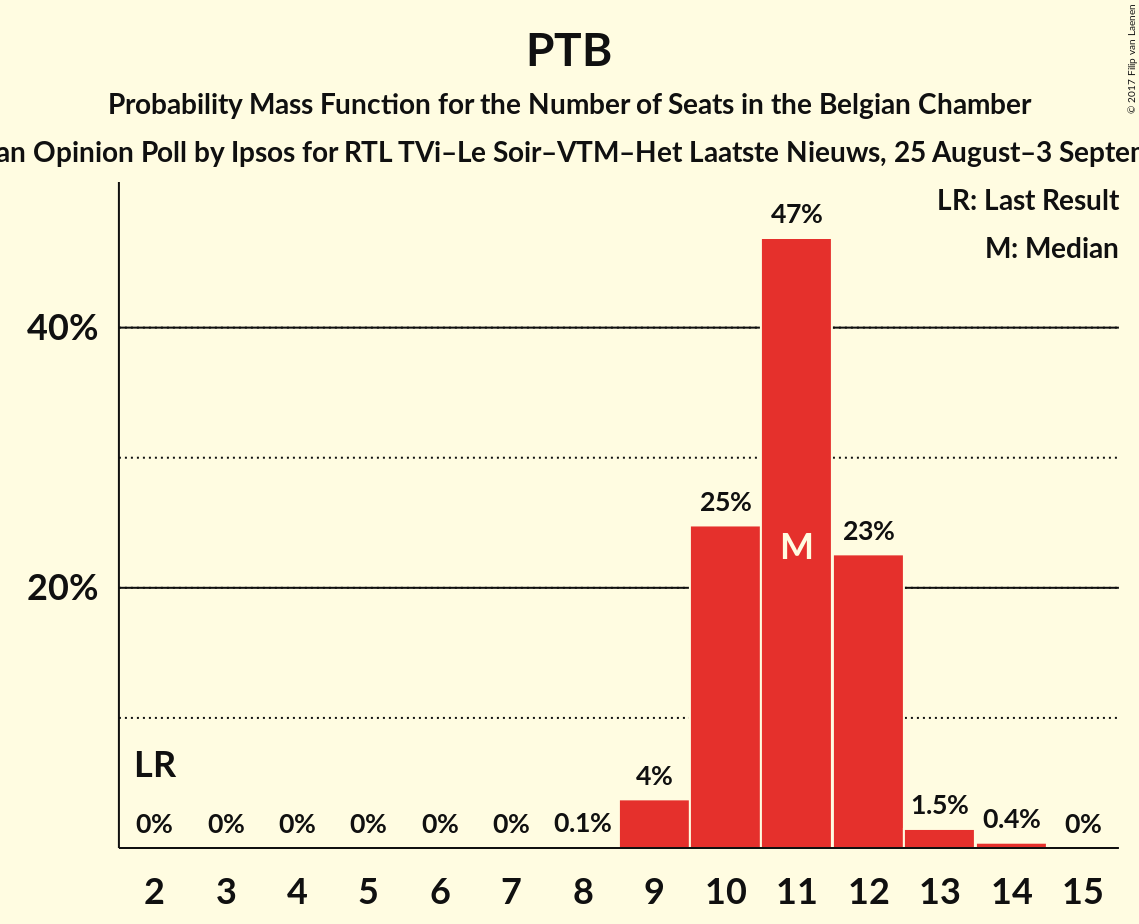 PTB
Probability Mass Function for the Number of Seats in the Belgian Chamber
an Opinion Poll by Ipsos for RTL TVi–Le Soir–VTM–Het Laatste Nieuws, 25 August–3 Septem
LR: Last Result
M: Median
© 2017 Filip van Laenen
40%
20%
47%
25%
M
23%
LR
4%
0% 0% 0% 0% 0% 0% 0.1% 1.5% 0.4% 0%
2 3 4 5 6 7 8 9 10 11 12 13 14 15